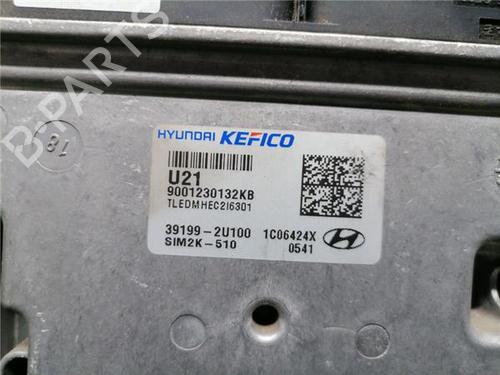 B-PARTS
18
HYUNDAI KEFICO
U21
9001230132KB
TLEDMHEC2I6301
39199-2U100 1C06424X
SIM2K-510 0541